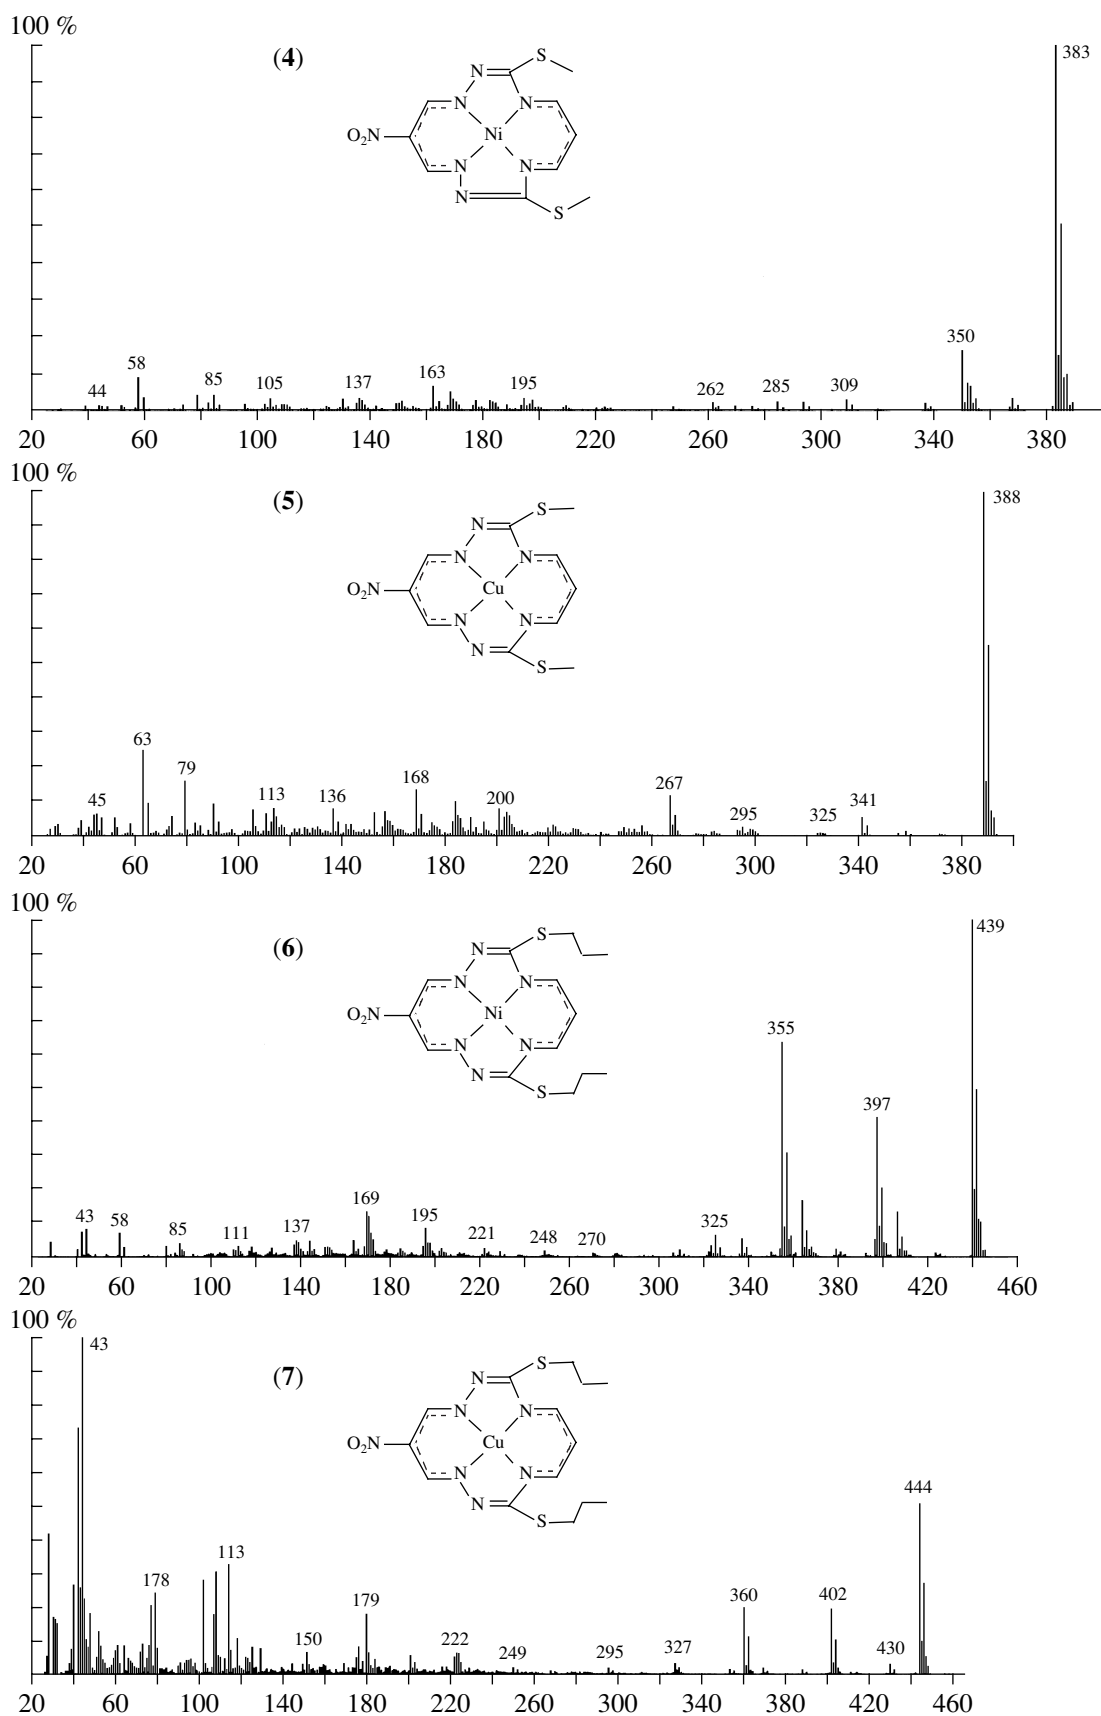 100 %
(4)
383
S
N
N
N
O₂N
Ni
N
N
N
S
350
58
44
85
105
137
163
195
262
285
309
20 60 100 140 180 220 260 300 340 380
100 %
(5)
388
S
N
N
N
O₂N
Cu
N
N
N
S
63
79
45
113
136
168
200
267
295
325
341
20 60 100 140 180 220 260 300 340 380
100 %
(6)
439
S
N
N
N
O₂N
Ni
N
N
N
S
355
397
43
58
85
111
137
169
195
221
248
270
325
20 60 100 140 180 220 260 300 340 380 420 460
100 %
43
(7)
S
N
N
N
O₂N
Cu
N
N
N
S
444
113
178
179
150
222
249
295
327
360
402
430
20 60 100 140 180 220 260 300 340 380 420 460